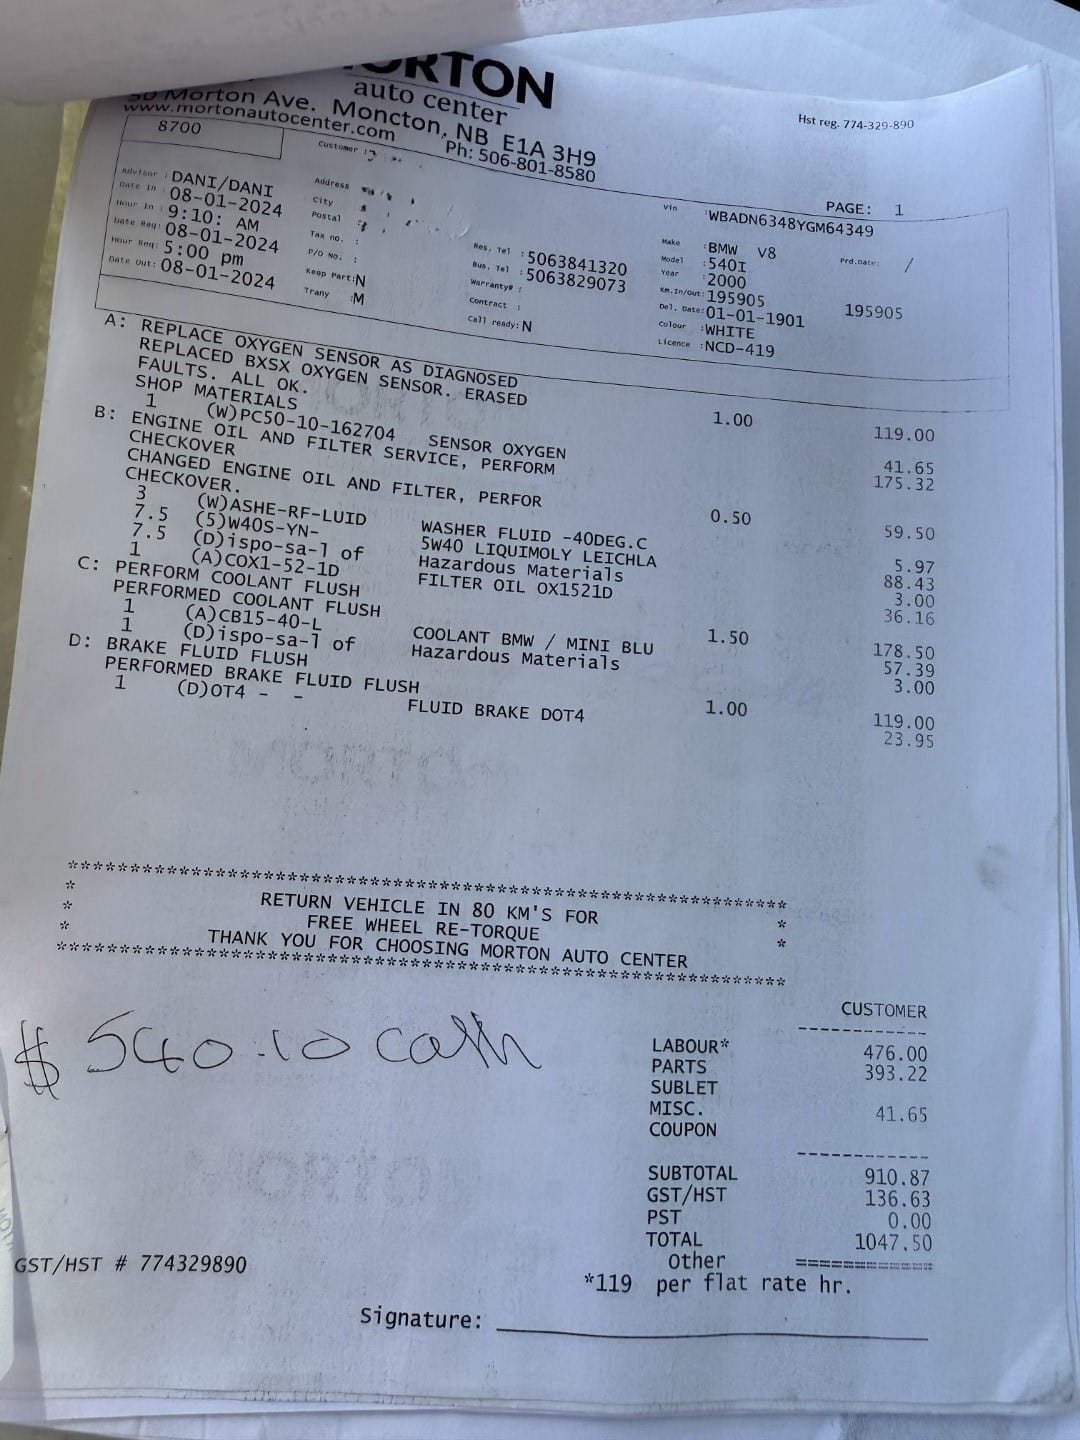 MORTON
auto center
Morton Ave. Moncton, NB E1A 3H9
www.mortonautocenter.com Ph: 506-801-8580
Hst reg. 774-329-890
8700
Customer :
PAGE: 1
Advisor : DANI/DANI
Date In : 08-01-2024
Hour In : 9:10: AM
Date Req: 08-01-2024
Hour Req: 5:00 pm
Date Out: 08-01-2024
Address
City
Postal :
Tax no. :
P/O No. :
Keep Part:N
Trany :M
Res. Tel :5063841320
Bus. Tel :5063829073
Warranty# :
Contract :
Call ready:N
Vin :WBADN6348YGM64349
Make :BMW V8
Model :540I
Year :2000
Km.In/out:195905 195905
Del. Date:01-01-1901
Colour :WHITE
Licence :NCD-419
Prd.Date: /
A: REPLACE OXYGEN SENSOR AS DIAGNOSED
REPLACED BXSX OXYGEN SENSOR. ERASED
FAULTS. ALL OK. 1.00 119.00
SHOP MATERIALS 41.65
1 (W)PC50-10-162704 SENSOR OXYGEN 175.32
B: ENGINE OIL AND FILTER SERVICE, PERFORM
CHECKOVER
CHANGED ENGINE OIL AND FILTER, PERFOR 0.50 59.50
CHECKOVER.
3 (W)ASHE-RF-LUID WASHER FLUID -40DEG.C 5.97
7.5 (5)W40S-YN- 5W40 LIQUIMOLY LEICHLA 88.43
7.5 (D)ispo-sa-l of Hazardous Materials 3.00
1 (A)COX1-52-1D FILTER OIL OX1521D 36.16
C: PERFORM COOLANT FLUSH
PERFORMED COOLANT FLUSH 1.50 178.50
1 (A)CB15-40-L COOLANT BMW / MINI BLU 57.39
1 (D)ispo-sa-l of Hazardous Materials 3.00
D: BRAKE FLUID FLUSH
PERFORMED BRAKE FLUID FLUSH 1.00 119.00
1 (D)OT4 - - FLUID BRAKE DOT4 23.95
RETURN VEHICLE IN 80 KM'S FOR
FREE WHEEL RE-TORQUE
THANK YOU FOR CHOOSING MORTON AUTO CENTER
$ 540.10 cash
CUSTOMER
LABOUR* 476.00
PARTS 393.22
SUBLET
MISC. 41.65
COUPON
SUBTOTAL 910.87
GST/HST 136.63
PST 0.00
TOTAL 1047.50
Other
*119 per flat rate hr.
GST/HST # 774329890
Signature: